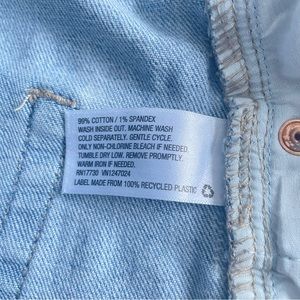 99% COTTON / 1% SPANDEX
WASH INSIDE OUT. MACHINE WASH
COLD SEPARATELY. GENTLE CYCLE.
ONLY NON-CHLORINE BLEACH IF NEEDED.
TUMBLE DRY LOW. REMOVE PROMPTLY.
WARM IRON IF NEEDED.
RN17730 VN1247024
LABEL MADE FROM 100% RECYCLED PLASTIC